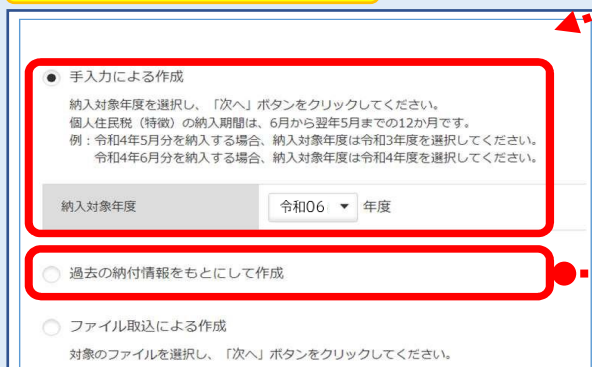 手入力による作成
納入対象年度を選択し、「次へ」ボタンをクリックしてください。
個人住民税（特徴）の納入期間は、6月から翌年5月までの12か月です。
例：令和4年5月分を納入する場合、納入対象年度は令和3年度を選択してください。
令和4年6月分を納入する場合、納入対象年度は令和4年度を選択してください。
納入対象年度 令和06 年度
過去の納付情報をもとにして作成
ファイル取込による作成
対象のファイルを選択し、「次へ」ボタンをクリックしてください。